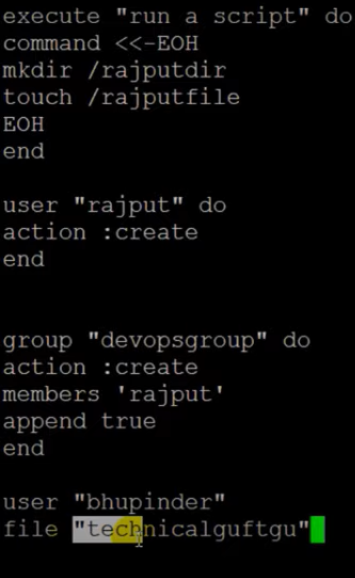 execute "run a script" do
command <<-EOH
mkdir /rajputdir
touch /rajputfile
EOH
end
user "rajput" do
action :create
end
group "devopsgroup" do
action :create
members 'rajput'
append true
end
user "bhupinder"
file "technicalguftgu"